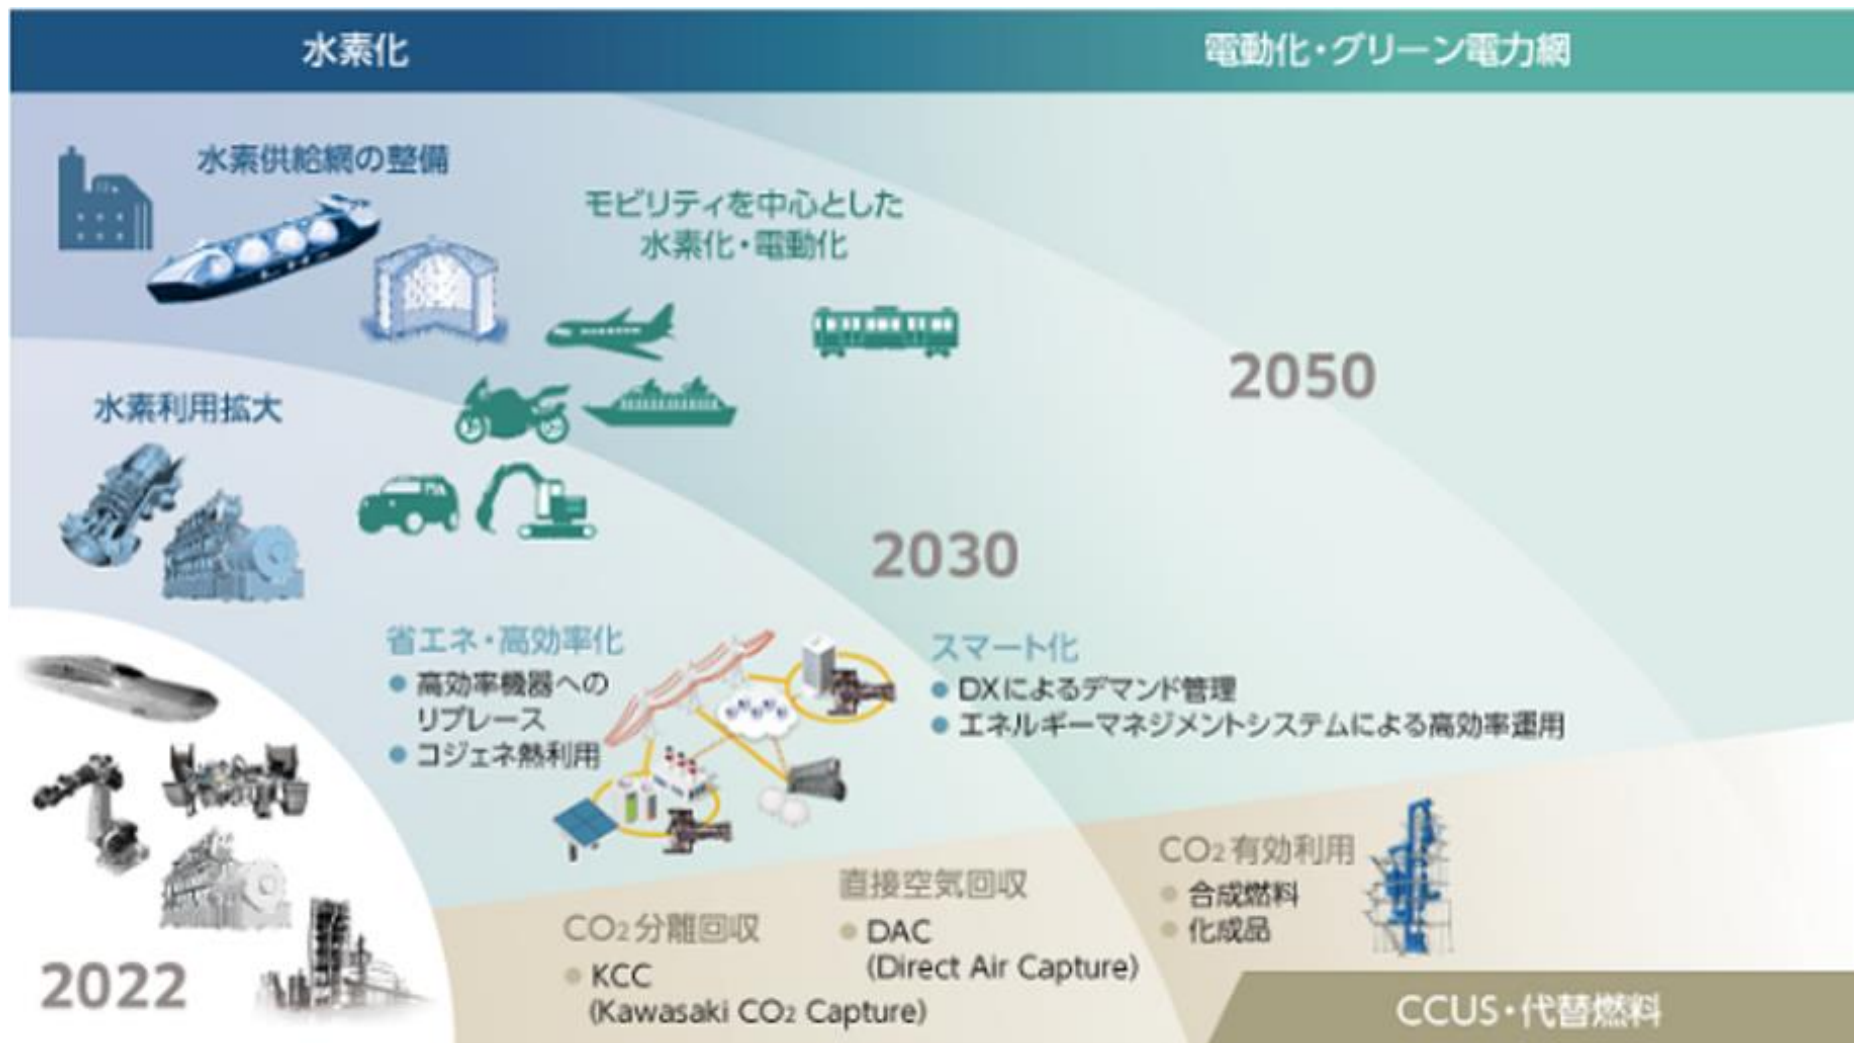 水素化
電動化・グリーン電力網
水素供給網の整備
モビリティを中心とした
水素化・電動化
2050
水素利用拡大
2030
省エネ・高効率化
高効率機器への
リプレース
コジェネ熱利用
スマート化
DXによるデマンド管理
エネルギーマネジメントシステムによる高効率運用
2022
CO2分離回収
KCC
(Kawasaki CO2 Capture)
直接空気回収
DAC
(Direct Air Capture)
CO2有効利用
合成燃料
化成品
CCUS・代替燃料